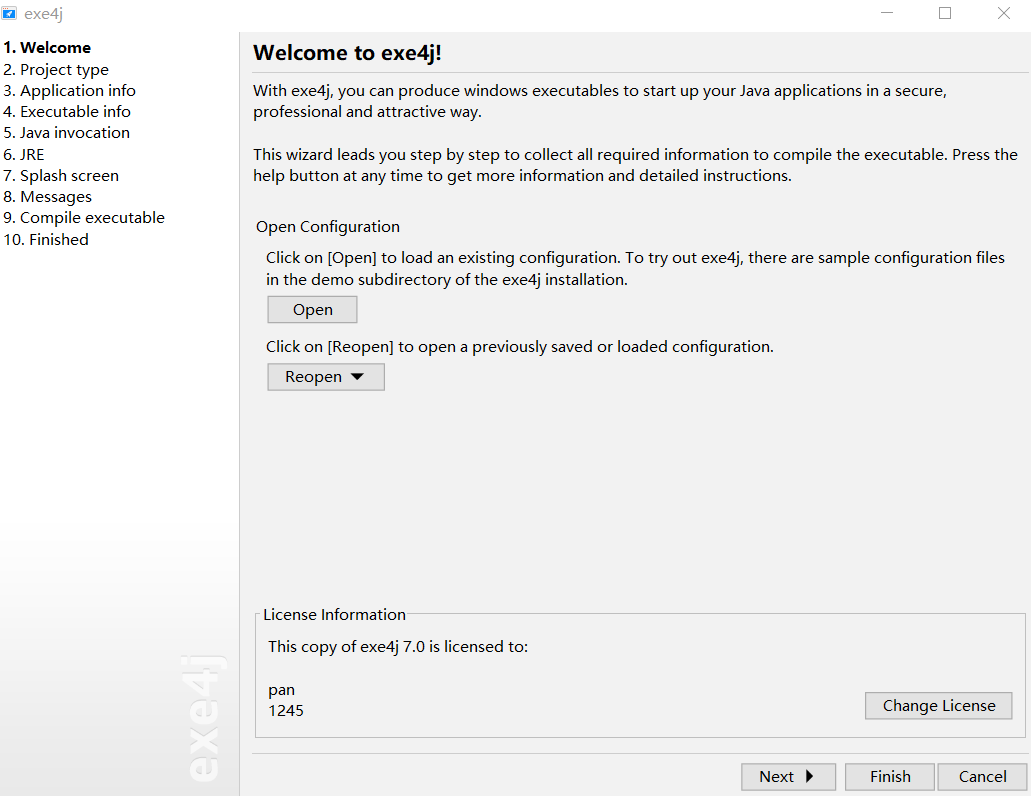 exe4j
1. Welcome
2. Project type
3. Application info
4. Executable info
5. Java invocation
6. JRE
7. Splash screen
8. Messages
9. Compile executable
10. Finished
exe4j
Welcome to exe4j!
With exe4j, you can produce windows executables to start up your Java applications in a secure,
professional and attractive way.
This wizard leads you step by step to collect all required information to compile the executable. Press the
help button at any time to get more information and detailed instructions.
Open Configuration
Click on [Open] to load an existing configuration. To try out exe4j, there are sample configuration files
in the demo subdirectory of the exe4j installation.
Open
Click on [Reopen] to open a previously saved or loaded configuration.
Reopen
License Information
This copy of exe4j 7.0 is licensed to:
pan
1245
Change License
Next
Finish
Cancel